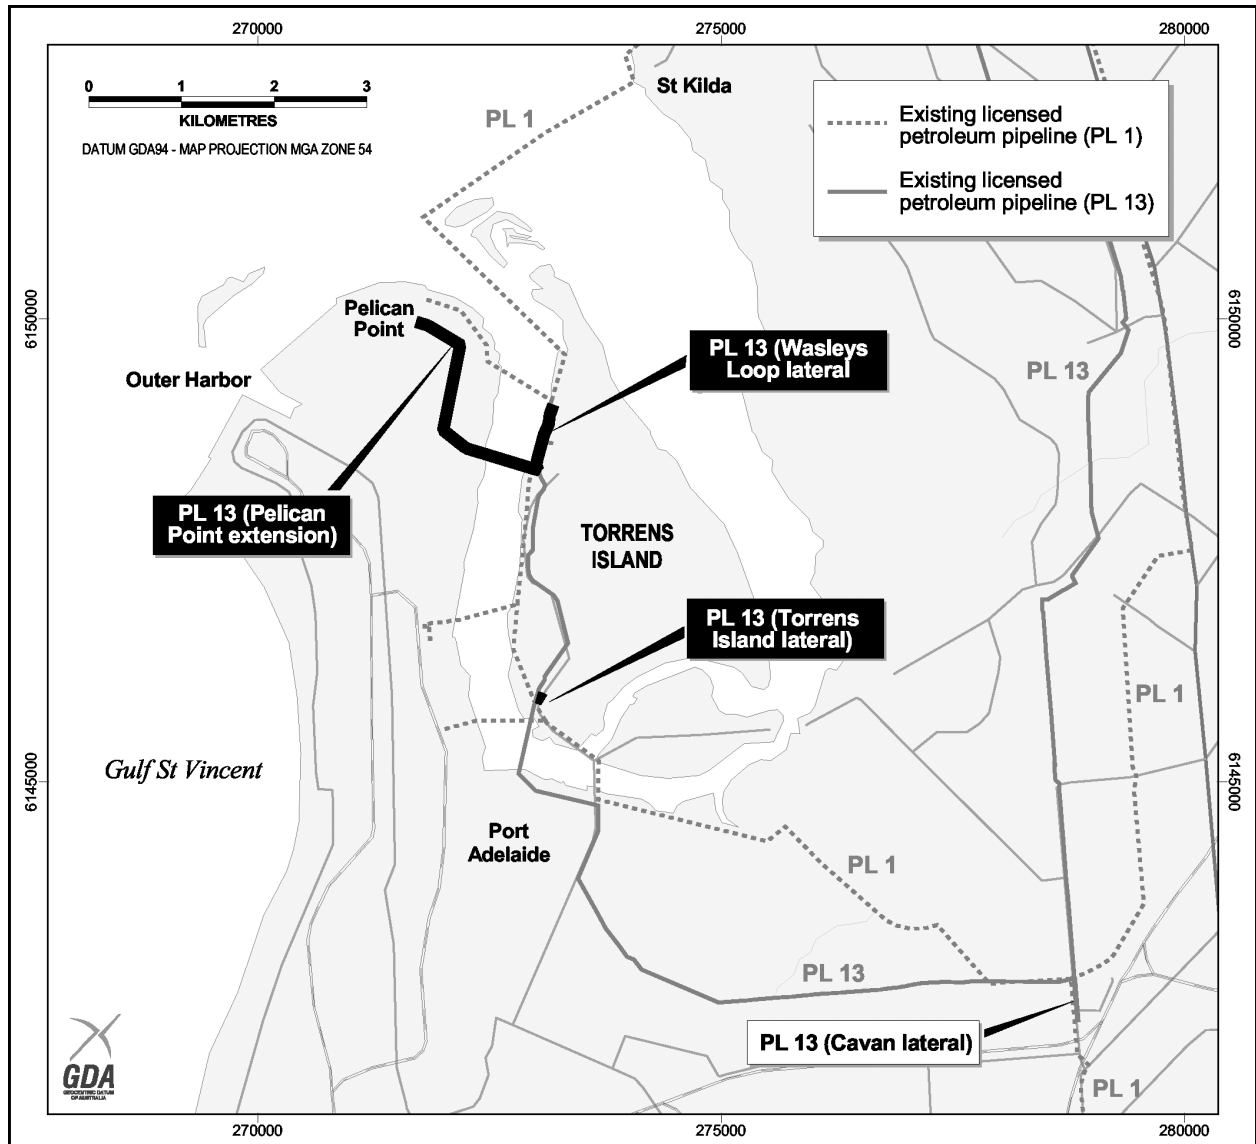 270000
275000
280000
0
1
2
3
KILOMETRES
DATUM GDA94 - MAP PROJECTION MGA ZONE 54
St Kilda
PL 1
Existing licensed
petroleum pipeline (PL 1)
Existing licensed
petroleum pipeline (PL 13)
6150000
6150000
Pelican
Point
Outer Harbor
PL 13 (Wasleys
Loop lateral
PL 13
PL 13 (Pelican
Point extension)
TORRENS
ISLAND
PL 13 (Torrens
Island lateral)
PL 1
Gulf St Vincent
6145000
6145000
Port
Adelaide
PL 1
PL 13
PL 13 (Cavan lateral)
PL 1
GDA
GEOCENTRIC DATUM
OF AUSTRALIA
270000
275000
280000